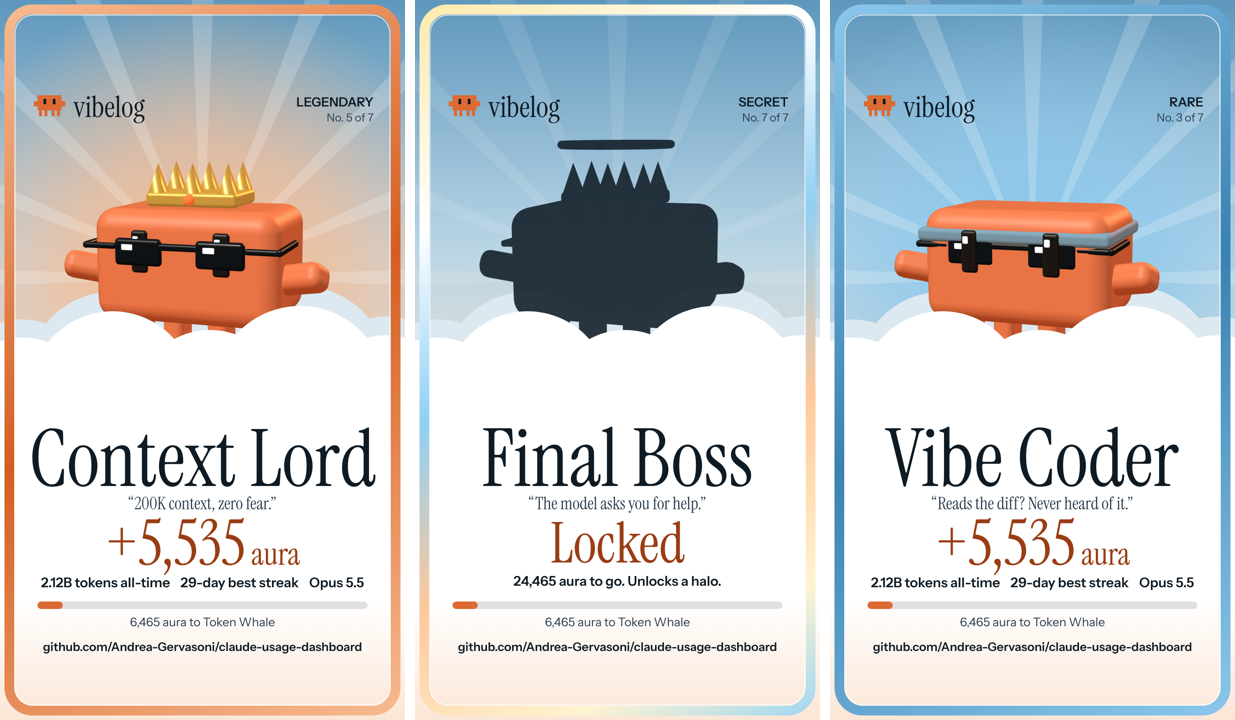 vibelog
LEGENDARY
No. 5 of 7
Context Lord
“200K context, zero fear.”
+5,535 aura
2.12B tokens all-time 29-day best streak Opus 5.5
6,465 aura to Token Whale
github.com/Andrea-Gervasoni/claude-usage-dashboard
vibelog
SECRET
No. 7 of 7
Final Boss
“The model asks you for help.”
Locked
24,465 aura to go. Unlocks a halo.
6,465 aura to Token Whale
github.com/Andrea-Gervasoni/claude-usage-dashboard
vibelog
RARE
No. 3 of 7
Vibe Coder
“Reads the diff? Never heard of it.”
+5,535 aura
2.12B tokens all-time 29-day best streak Opus 5.5
6,465 aura to Token Whale
github.com/Andrea-Gervasoni/claude-usage-dashboard